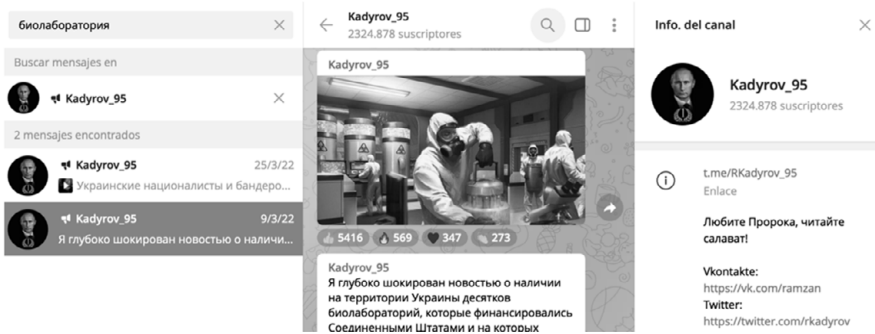 биолаборатория
Buscar mensajes en
Kadyrov_95
2 mensajes encontrados
Kadyrov_95 25/3/22
Украинские националисты и бандеро...
Kadyrov_95 9/3/22
Я глубоко шокирован новостью о наличи...
Kadyrov_95
2324.878 suscriptores
Kadyrov_95
5416 569 347 273
Kadyrov_95
Я глубоко шокирован новостью о наличии
на территории Украины десятков
биолабораторий, которые финансировались
Соединенными Штатами и на которых
Info. del canal
Kadyrov_95
2324.878 suscriptores
t.me/RKadyrov_95
Enlace
Любите Пророка, читайте
салават!
Vkontakte:
https://vk.com/ramzan
Twitter:
https://twitter.com/rkadyrov